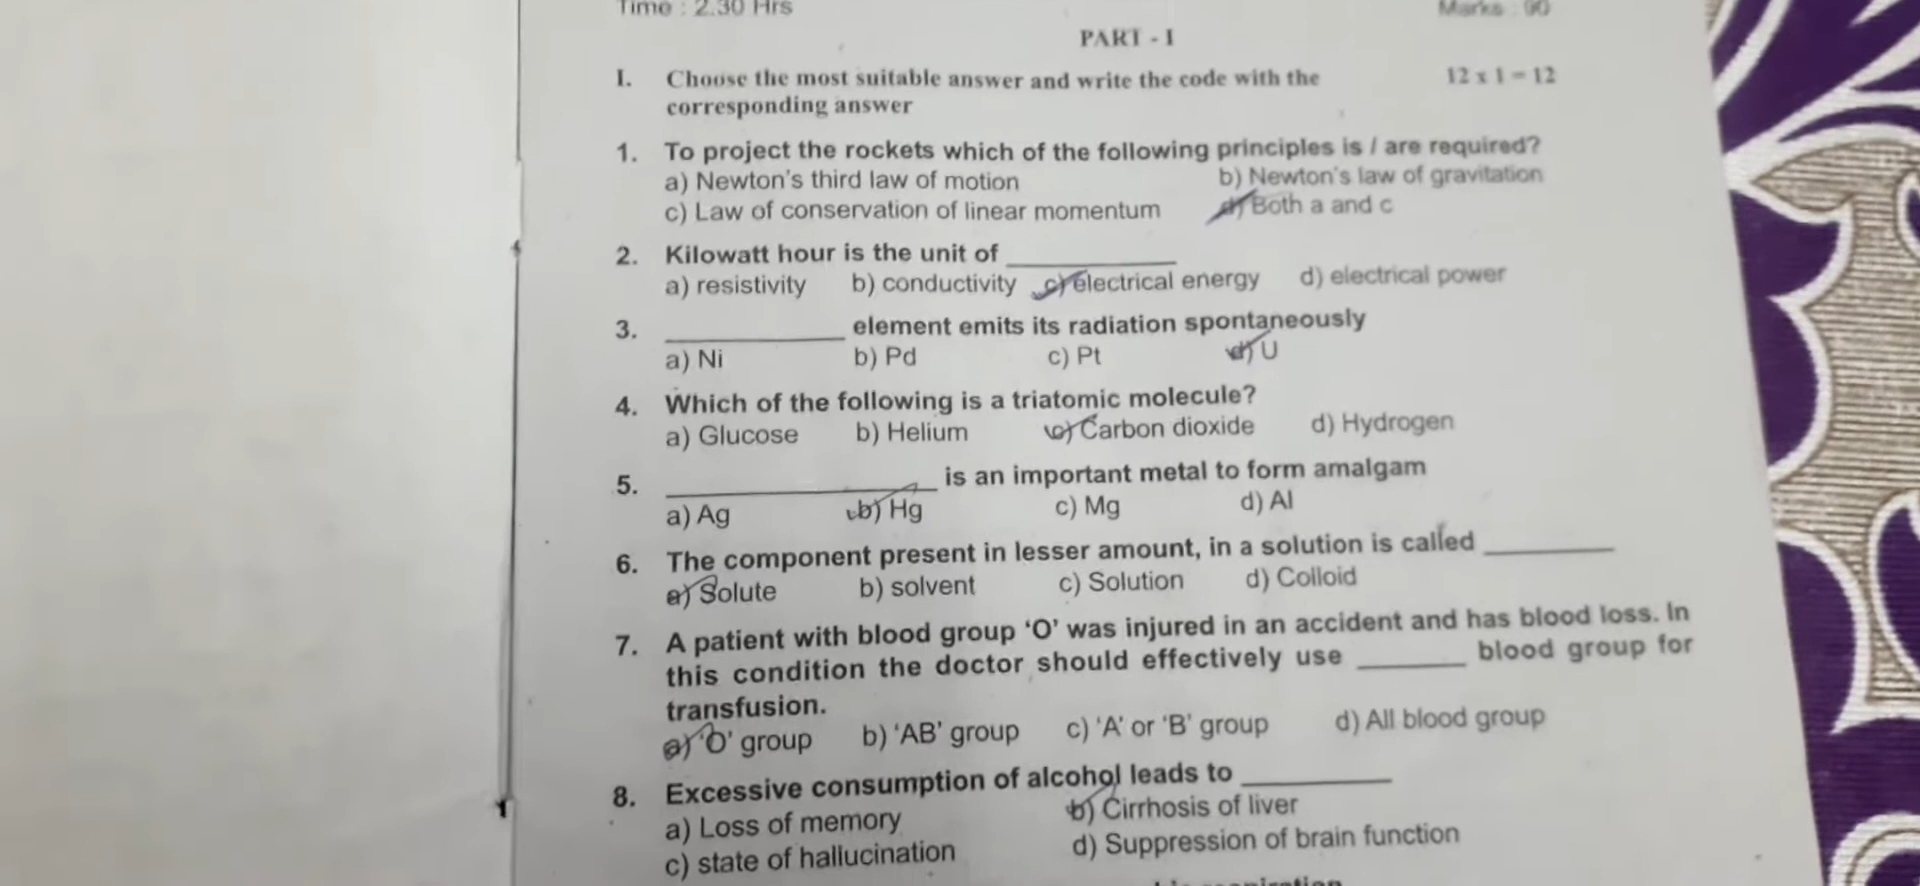 Time : 2.30 Hrs Marks : 90
PART - I
I. Choose the most suitable answer and write the code with the 12 x 1 = 12
corresponding answer
1. To project the rockets which of the following principles is / are required?
a) Newton's third law of motion b) Newton's law of gravitation
c) Law of conservation of linear momentum d) Both a and c
2. Kilowatt hour is the unit of ___________
a) resistivity b) conductivity c) electrical energy d) electrical power
3. ___________ element emits its radiation spontaneously
a) Ni b) Pd c) Pt d) U
4. Which of the following is a triatomic molecule?
a) Glucose b) Helium c) Carbon dioxide d) Hydrogen
5. ___________ is an important metal to form amalgam
a) Ag b) Hg c) Mg d) Al
6. The component present in lesser amount, in a solution is called ________
a) Solute b) solvent c) Solution d) Colloid
7. A patient with blood group 'O' was injured in an accident and has blood loss. In
this condition the doctor should effectively use _______ blood group for
transfusion.
a) 'O' group b) 'AB' group c) 'A' or 'B' group d) All blood group
8. Excessive consumption of alcohol leads to _________
a) Loss of memory b) Cirrhosis of liver
c) state of hallucination d) Suppression of brain function